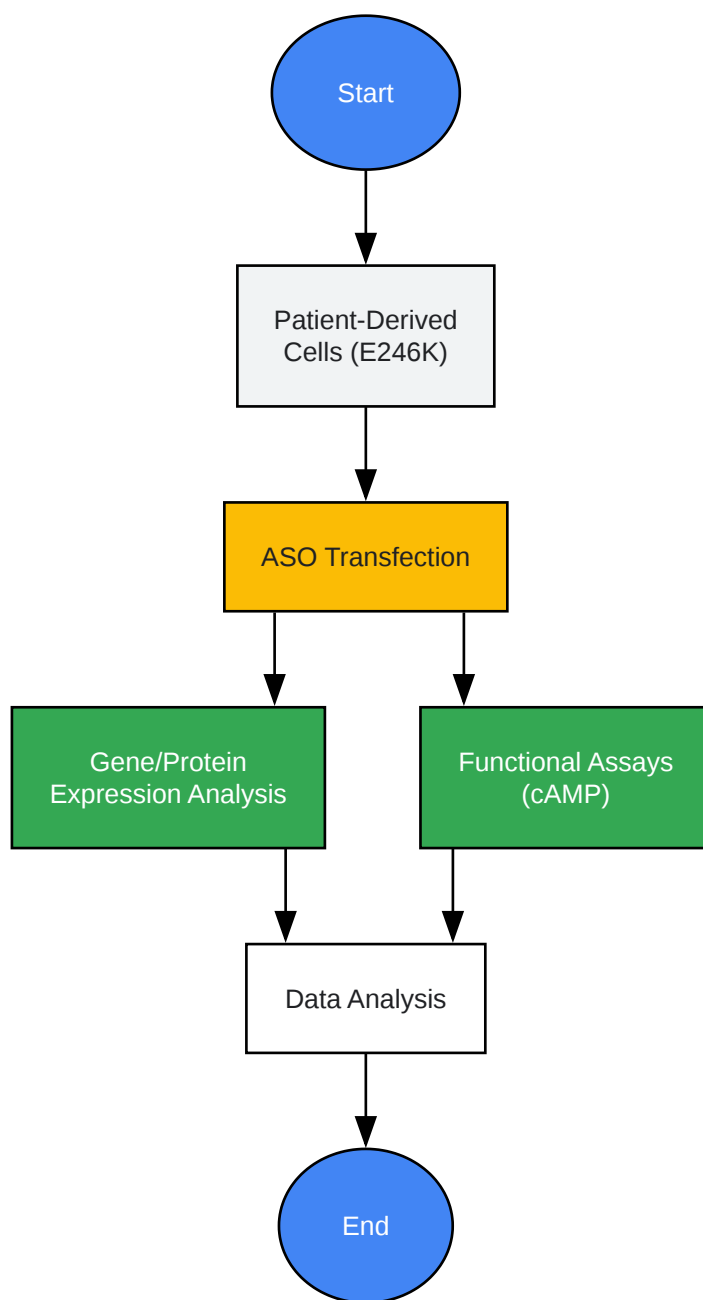 Start
Patient-Derived
Cells (E246K)
ASO Transfection
Gene/Protein
Expression Analysis
Functional Assays
(cAMP)
Data Analysis
End